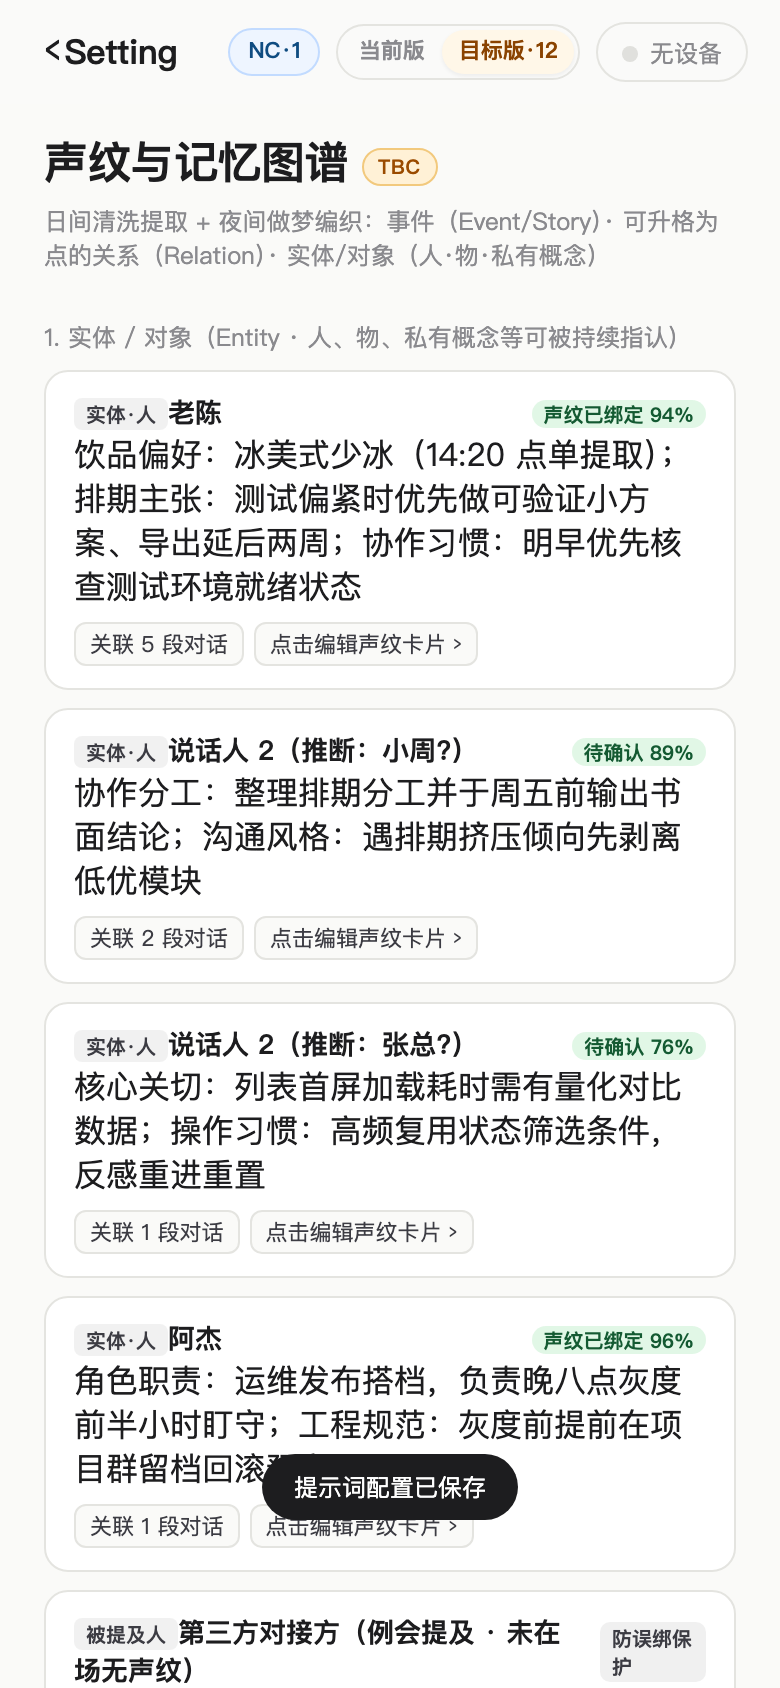 <Setting
NC·1
当前版
目标版·12
无设备
声纹与记忆图谱
TBC
日间清洗提取 + 夜间做梦编织：事件（Event/Story）· 可升格为
点的关系（Relation）· 实体/对象（人·物·私有概念）
1. 实体 / 对象（Entity · 人、物、私有概念等可被持续指认）
实体·人 老陈
声纹已绑定 94%
饮品偏好：冰美式少冰（14:20 点单提取）；
排期主张：测试偏紧时优先做可验证小方
案、导出延后两周；协作习惯：明早优先核
查测试环境就绪状态
关联 5 段对话
点击编辑声纹卡片 ›
实体·人 说话人 2（推断：小周?）
待确认 89%
协作分工：整理排期分工并于周五前输出书
面结论；沟通风格：遇排期挤压倾向先剥离
低优模块
关联 2 段对话
点击编辑声纹卡片 ›
实体·人 说话人 2（推断：张总?）
待确认 76%
核心关切：列表首屏加载耗时需有量化对比
数据；操作习惯：高频复用状态筛选条件，
反感重进重置
关联 1 段对话
点击编辑声纹卡片 ›
实体·人 阿杰
声纹已绑定 96%
角色职责：运维发布搭档，负责晚八点灰度
前半小时盯守；工程规范：灰度前提前在项
目群留档回滚
提示词配置已保存
关联 1 段对话
点击编辑声纹卡片 ›
被提及人 第三方对接方（例会提及 · 未在
场无声纹）
防误绑保
护